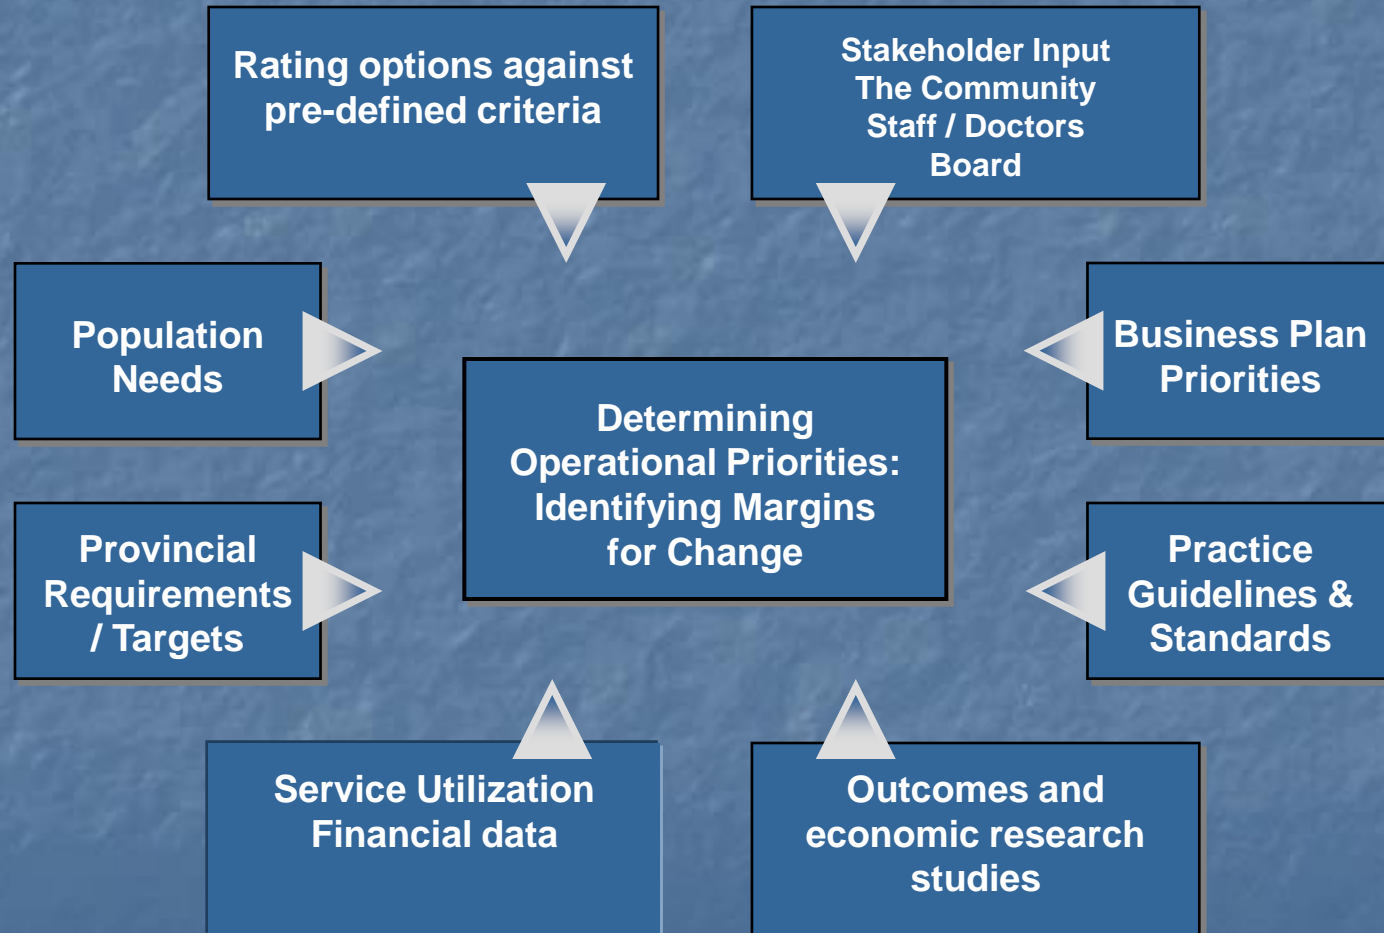 Rating options against
pre-defined criteria
Stakeholder Input
The Community
Staff / Doctors
Board
Population
Needs
Business Plan
Priorities
Determining
Operational Priorities:
Identifying Margins
for Change
Provincial
Requirements
/ Targets
Practice
Guidelines &
Standards
Service Utilization
Financial data
Outcomes and
economic research
studies